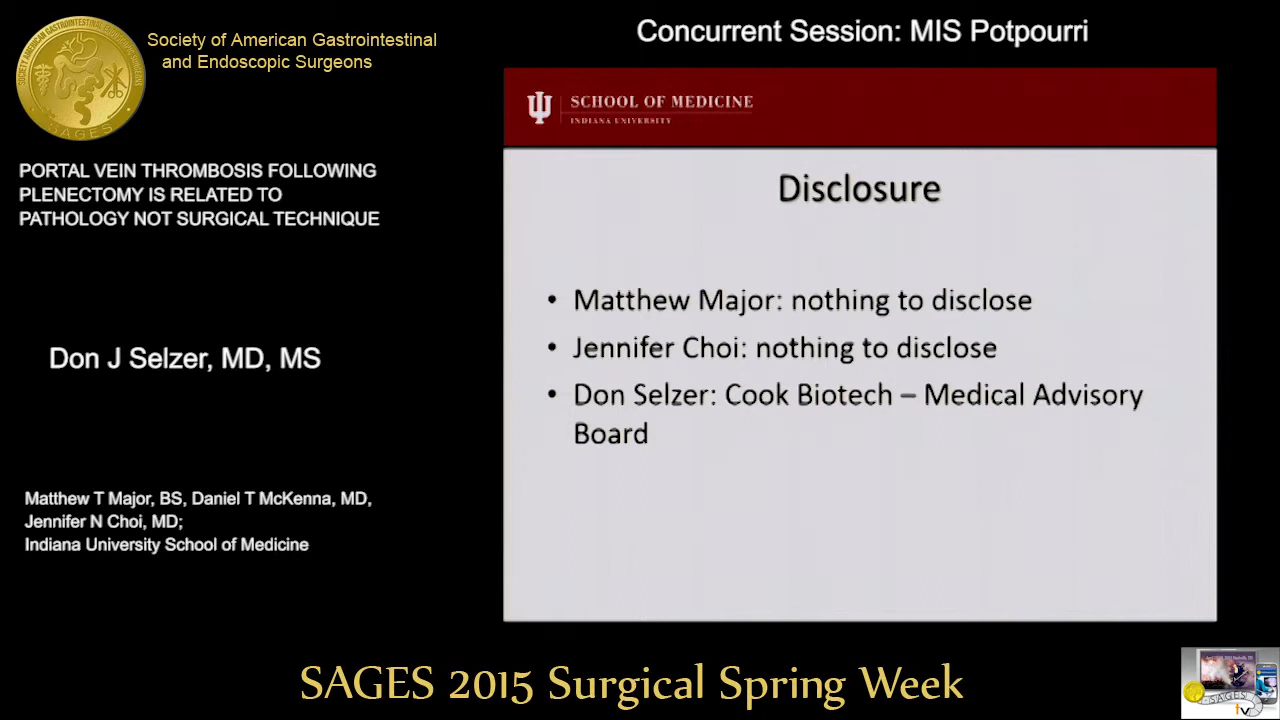 Society of American Gastrointestinal
and Endoscopic Surgeons
Concurrent Session: MIS Potpourri
SAGES
PORTAL VEIN THROMBOSIS FOLLOWING
PLENECTOMY IS RELATED TO
PATHOLOGY NOT SURGICAL TECHNIQUE
Don J Selzer, MD, MS
Matthew T Major, BS, Daniel T McKenna, MD,
Jennifer N Choi, MD;
Indiana University School of Medicine
SCHOOL OF MEDICINE
INDIANA UNIVERSITY
Disclosure
• Matthew Major: nothing to disclose
• Jennifer Choi: nothing to disclose
• Don Selzer: Cook Biotech – Medical Advisory
Board
SAGES 2015 Surgical Spring Week
SAGES
tv